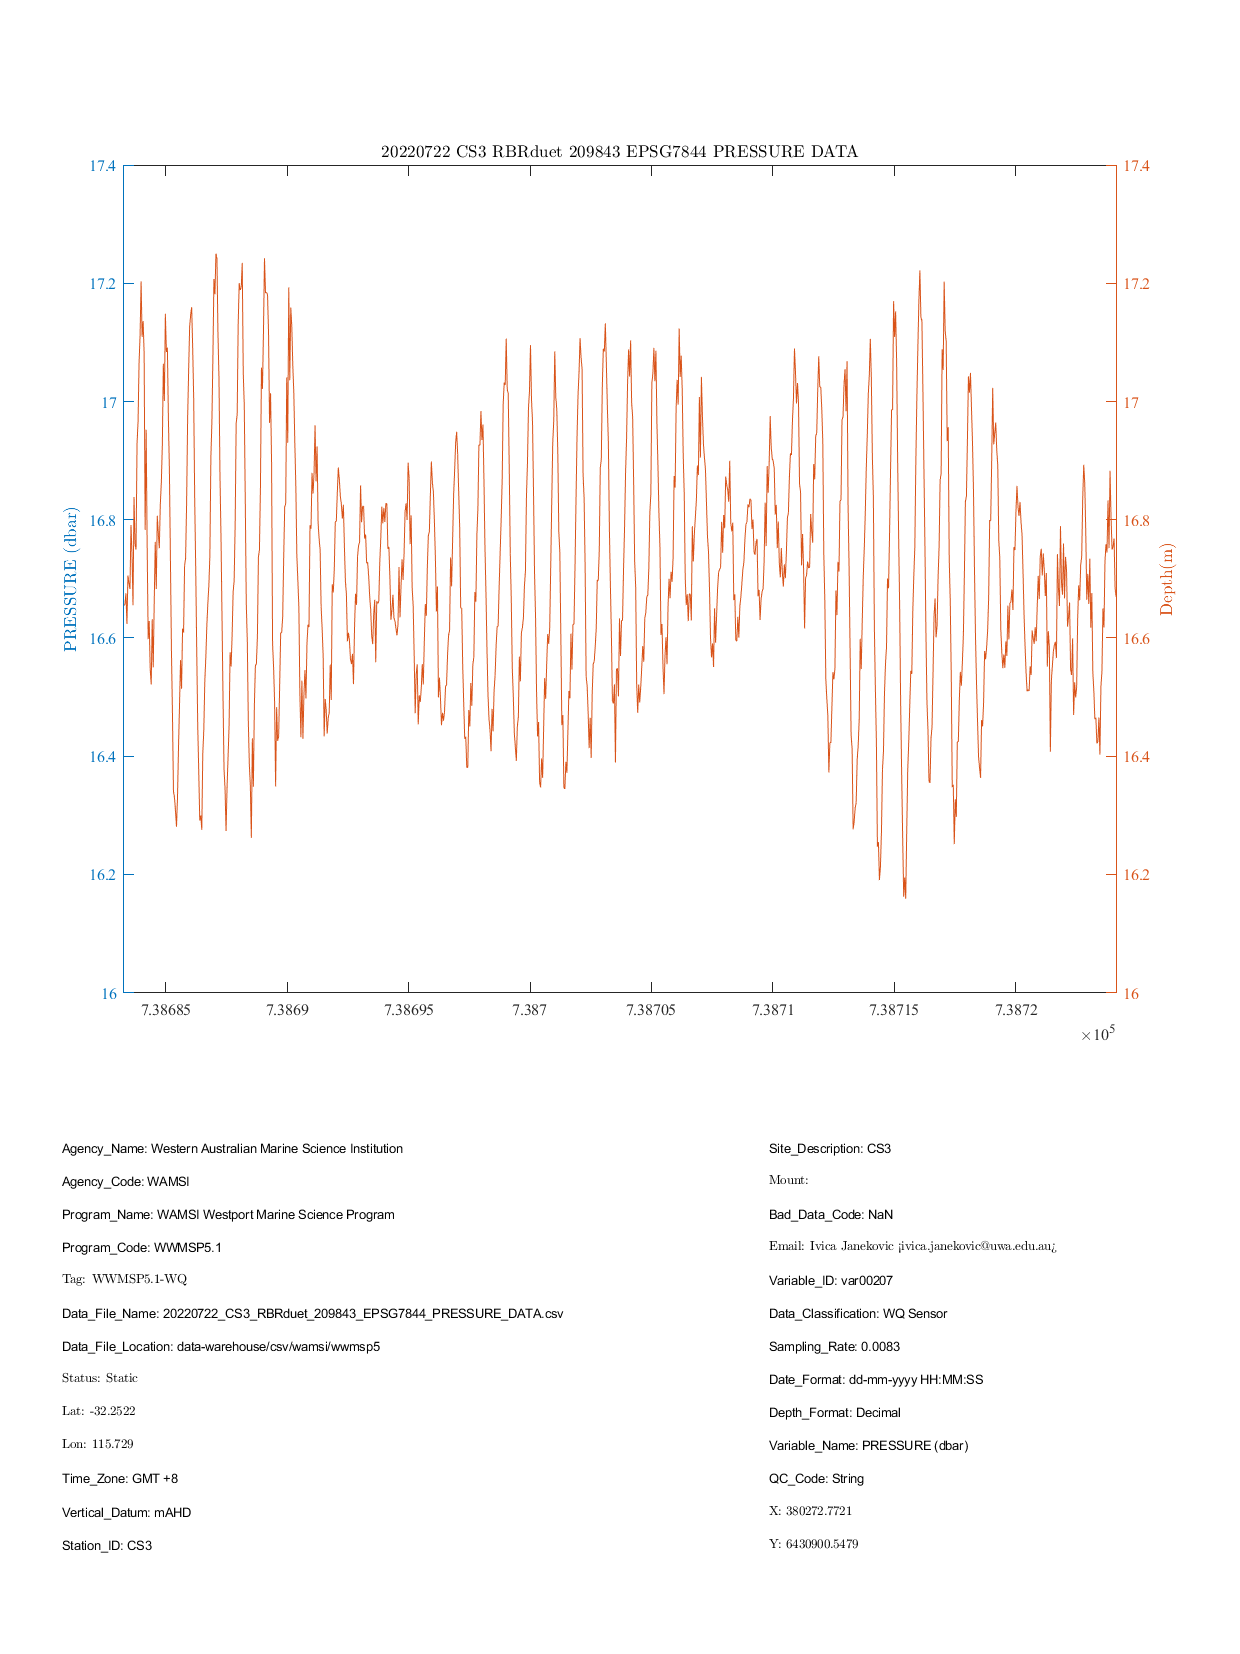 20220722 CS3 RBRduet 209843 EPSG7844 PRESSURE DATA
17.4
17.2
17
16.8
16.6
16.4
16.2
16
PRESSURE (dbar)
17.4
17.2
17
16.8
16.6
16.4
16.2
16
Depth(m)
7.38685 7.3869 7.38695 7.387 7.38705 7.3871 7.38715 7.3872
×10^5
Agency_Name: Western Australian Marine Science Institution
Agency_Code: WAMSI
Program_Name: WAMSI Westport Marine Science Program
Program_Code: WWMSP5.1
Tag: WWMSP5.1-WQ
Data_File_Name: 20220722_CS3_RBRduet_209843_EPSG7844_PRESSURE_DATA.csv
Data_File_Location: data-warehouse/csv/wamsi/wwmsp5
Status: Static
Lat: -32.2522
Lon: 115.729
Time_Zone: GMT +8
Vertical_Datum: mAHD
Station_ID: CS3
Site_Description: CS3
Mount:
Bad_Data_Code: NaN
Email: Ivica Janekovic ¡ivica.janekovic@uwa.edu.au¿
Variable_ID: var00207
Data_Classification: WQ Sensor
Sampling_Rate: 0.0083
Date_Format: dd-mm-yyyy HH:MM:SS
Depth_Format: Decimal
Variable_Name: PRESSURE (dbar)
QC_Code: String
X: 380272.7721
Y: 6430900.5479